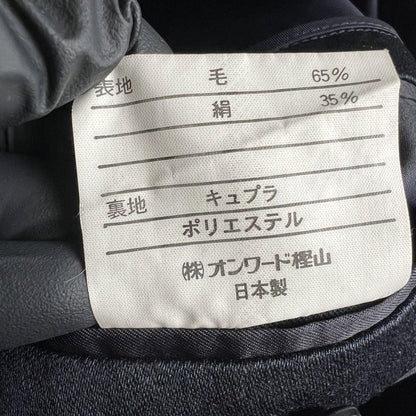 表地 毛 65%
絹 35%
裏地 キュプラ
ポリエステル
㈱オンワード樫山
日本製